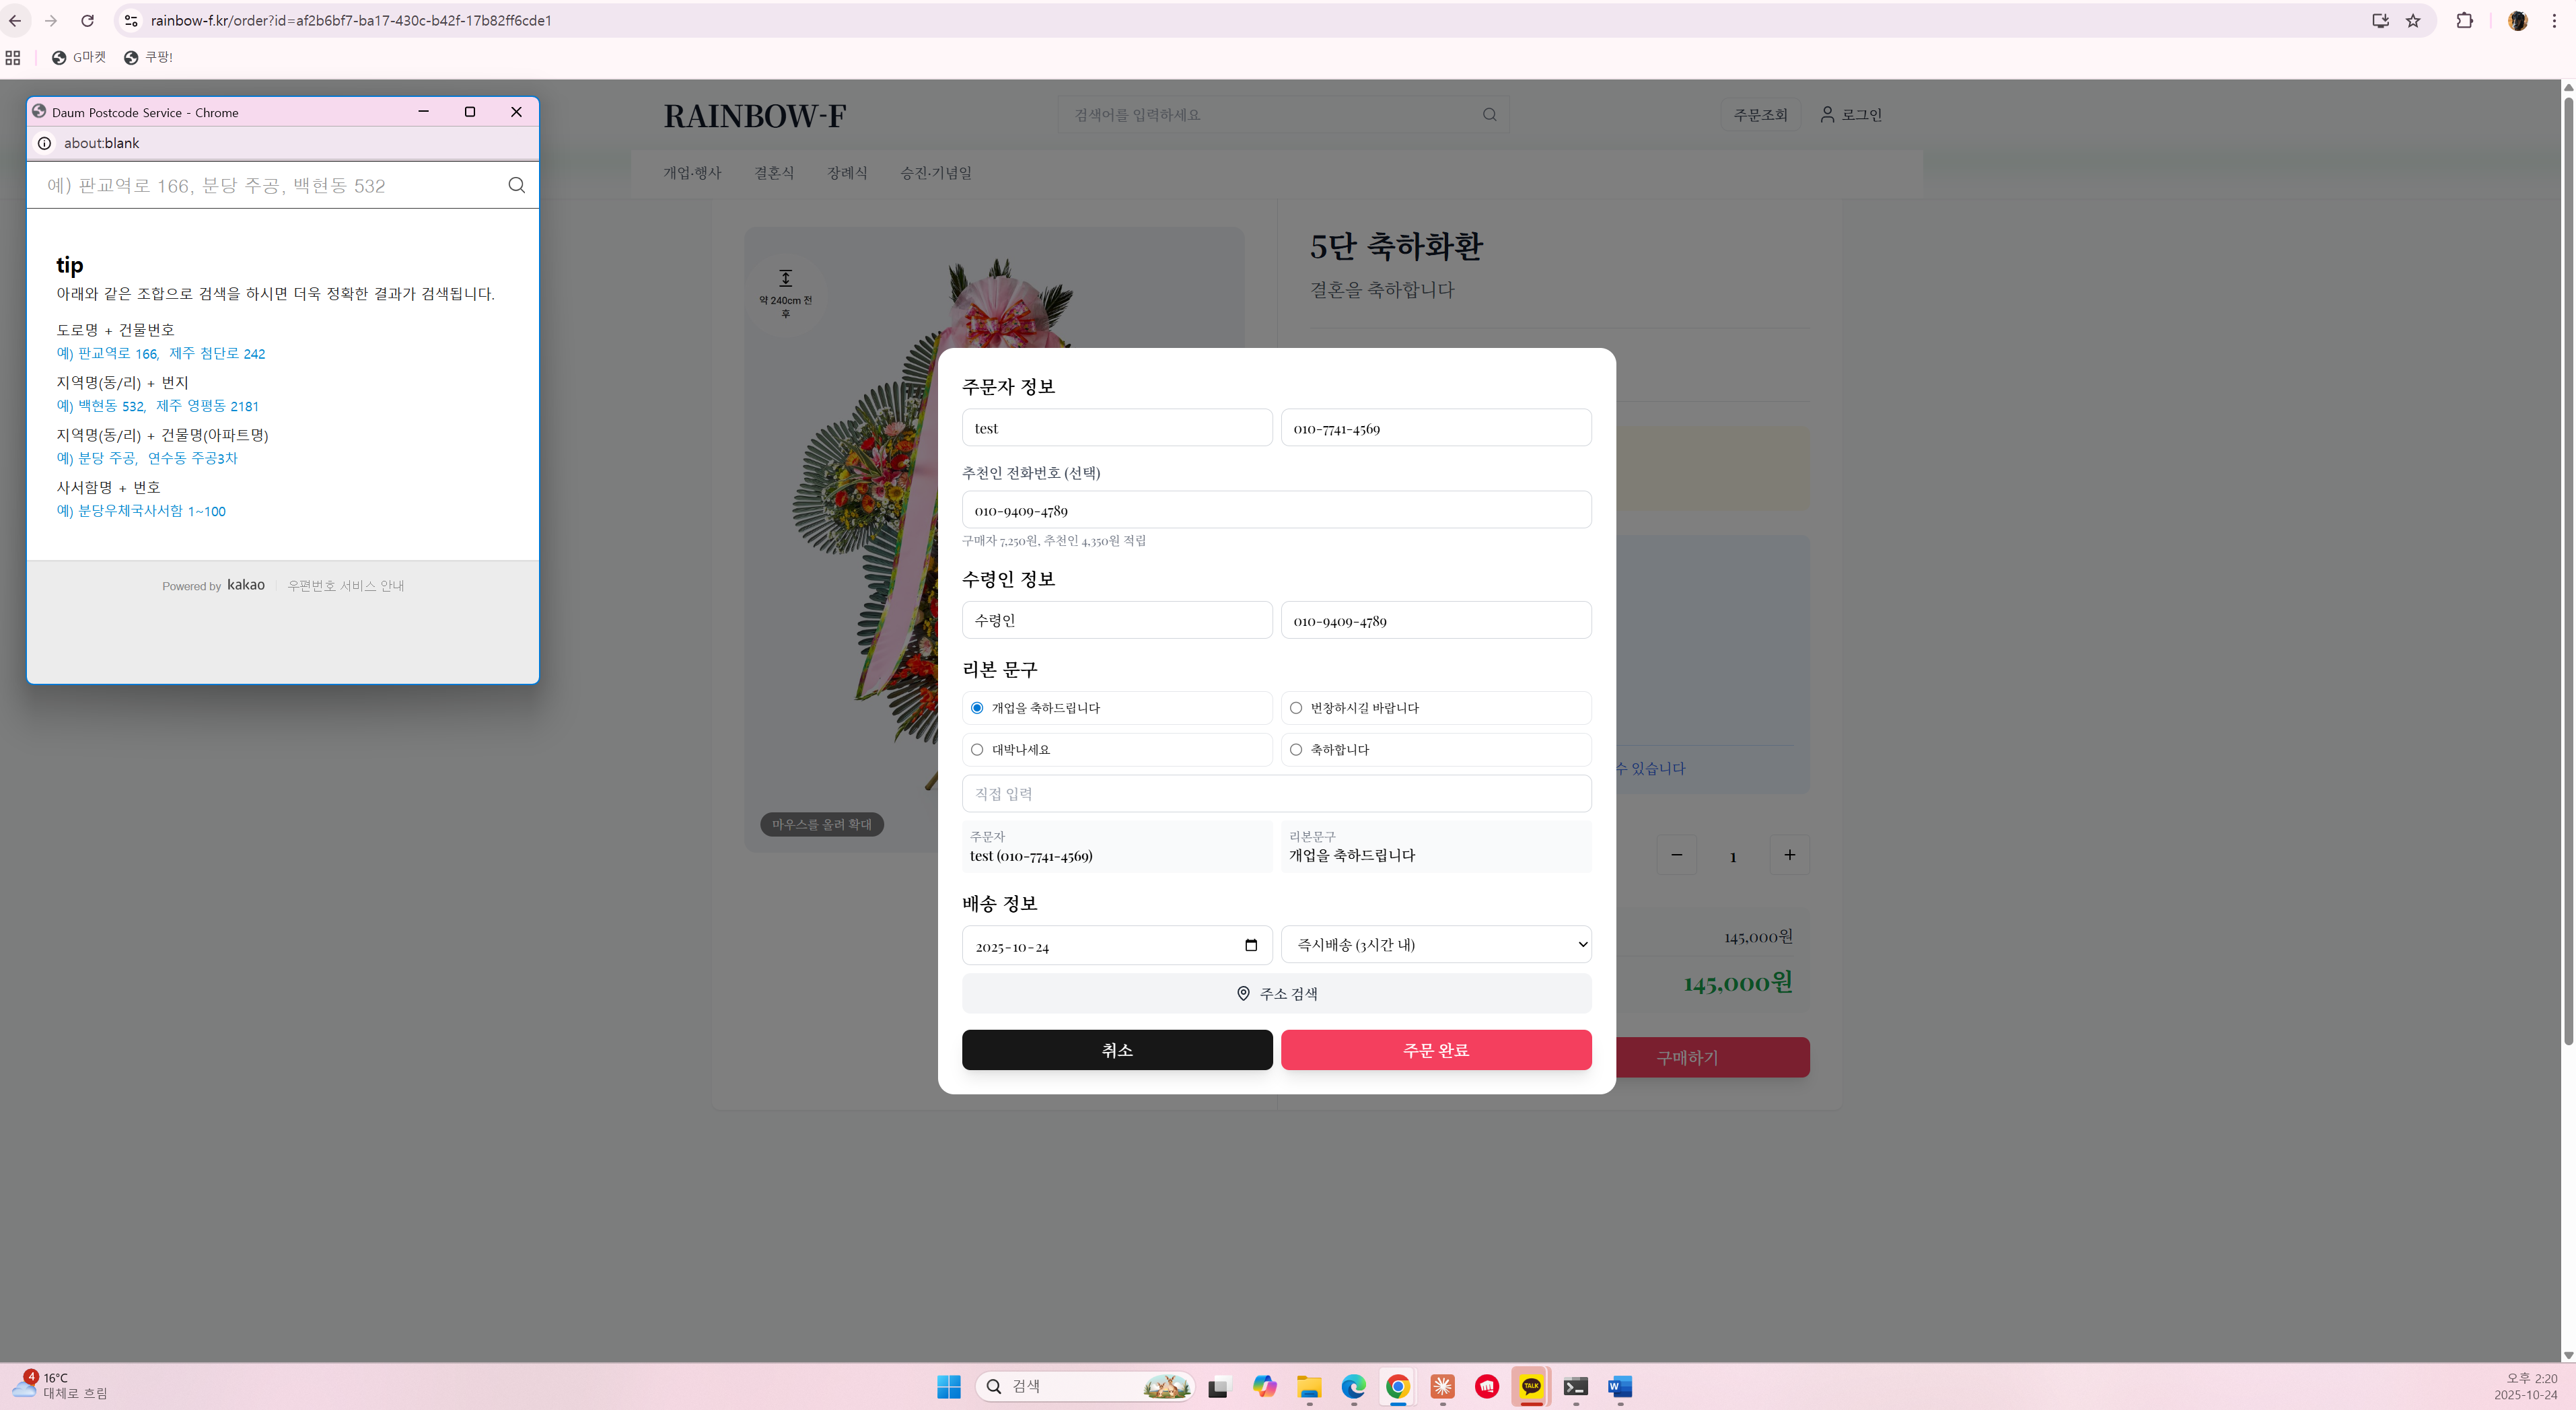 rainbow-f.kr/order?id=af2b6bf7-ba17-430c-b42f-17b82ff6cde1
G마켓
쿠팡!
Daum Postcode Service - Chrome
about:blank
예) 판교역로 166, 분당 주공, 백현동 532
tip
아래와 같은 조합으로 검색을 하시면 더욱 정확한 결과가 검색됩니다.
도로명 + 건물번호
예) 판교역로 166, 제주 첨단로 242
지역명(동/리) + 번지
예) 백현동 532, 제주 영평동 2181
지역명(동/리) + 건물명(아파트명)
예) 분당 주공, 연수동 주공3차
사서함명 + 번호
예) 분당우체국사서함 1~100
Powered by kakao
우편번호 서비스 안내
RAINBOW-F
검색어를 입력하세요
주문조회
로그인
개업·행사
결혼식
장례식
승진·기념일
약 240cm 전
후
마우스를 올려 확대
5단 축하화환
결혼을 축하합니다
수 있습니다
1
145,000원
145,000원
구매하기
주문자 정보
test
010-7741-4569
추천인 전화번호 (선택)
010-9409-4789
구매자 7,250원, 추천인 4,350원 적립
수령인 정보
수령인
010-9409-4789
리본 문구
개업을 축하드립니다
번창하시길 바랍니다
대박나세요
축하합니다
직접 입력
주문자
test (010-7741-4569)
리본문구
개업을 축하드립니다
배송 정보
2025-10-24
즉시배송 (3시간 내)
주소 검색
취소
주문 완료
4
16°C
대체로 흐림
검색
TALK
W
오후 2:20
2025-10-24